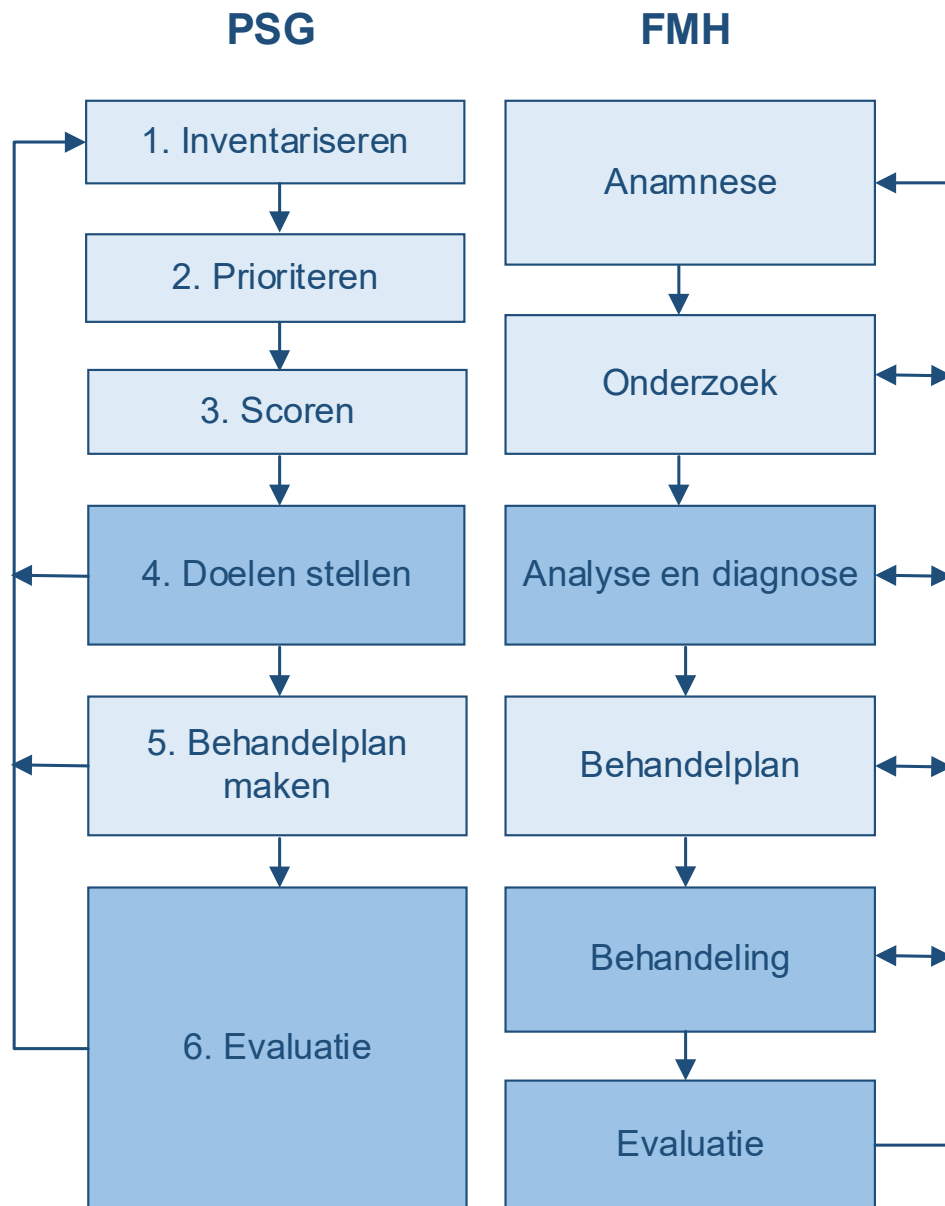 PSG
1. Inventariseren
2. Prioriteren
3. Scoren
4. Doelen stellen
5. Behandelplan
maken
6. Evaluatie
FMH
Anamnese
Onderzoek
Analyse en diagnose
Behandelplan
Behandeling
Evaluatie